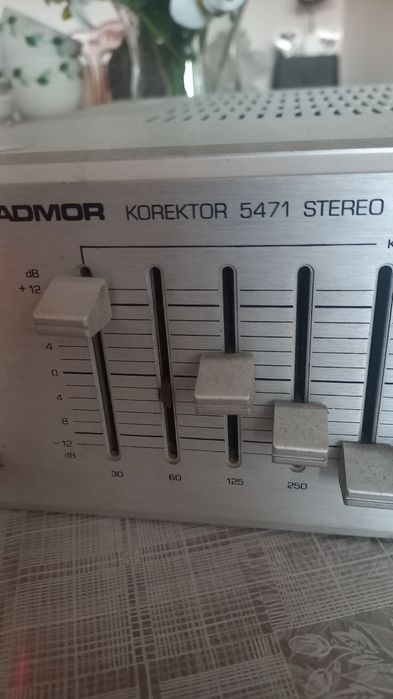 ADMOR KOREKTOR 5471 STEREO
K
dB
+12
4
0
4
8
-12
dB
30 60 125 250